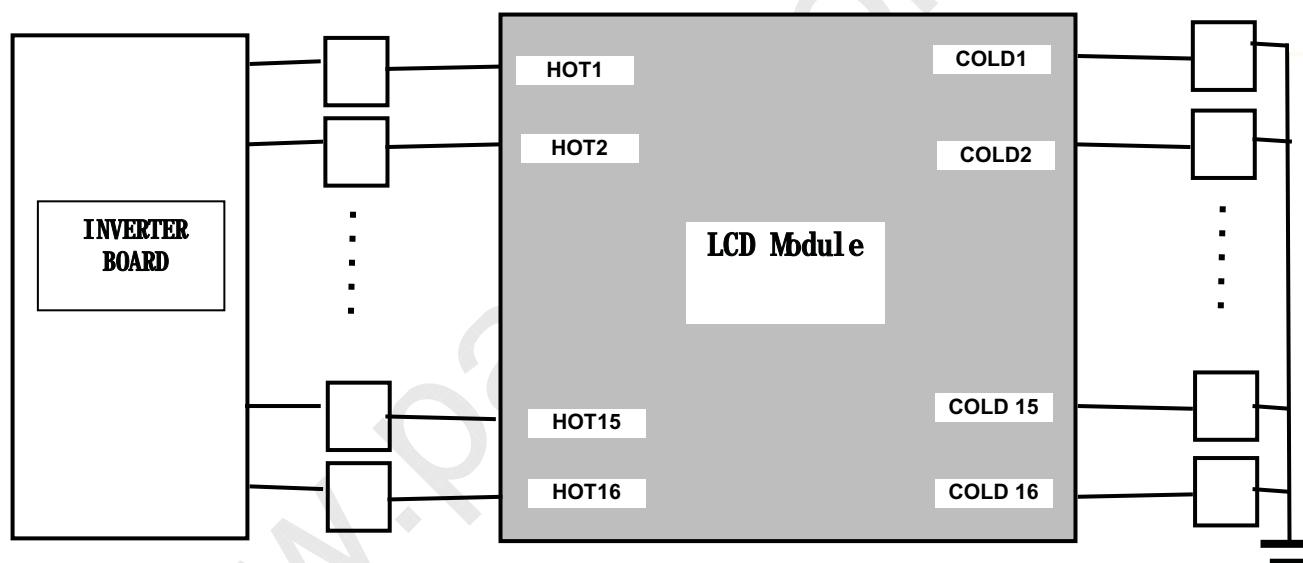 HOT1
COLD1
HOT2
COLD2
INVERTER
BOARD
LCD Module
HOT15
COLD 15
HOT16
COLD 16